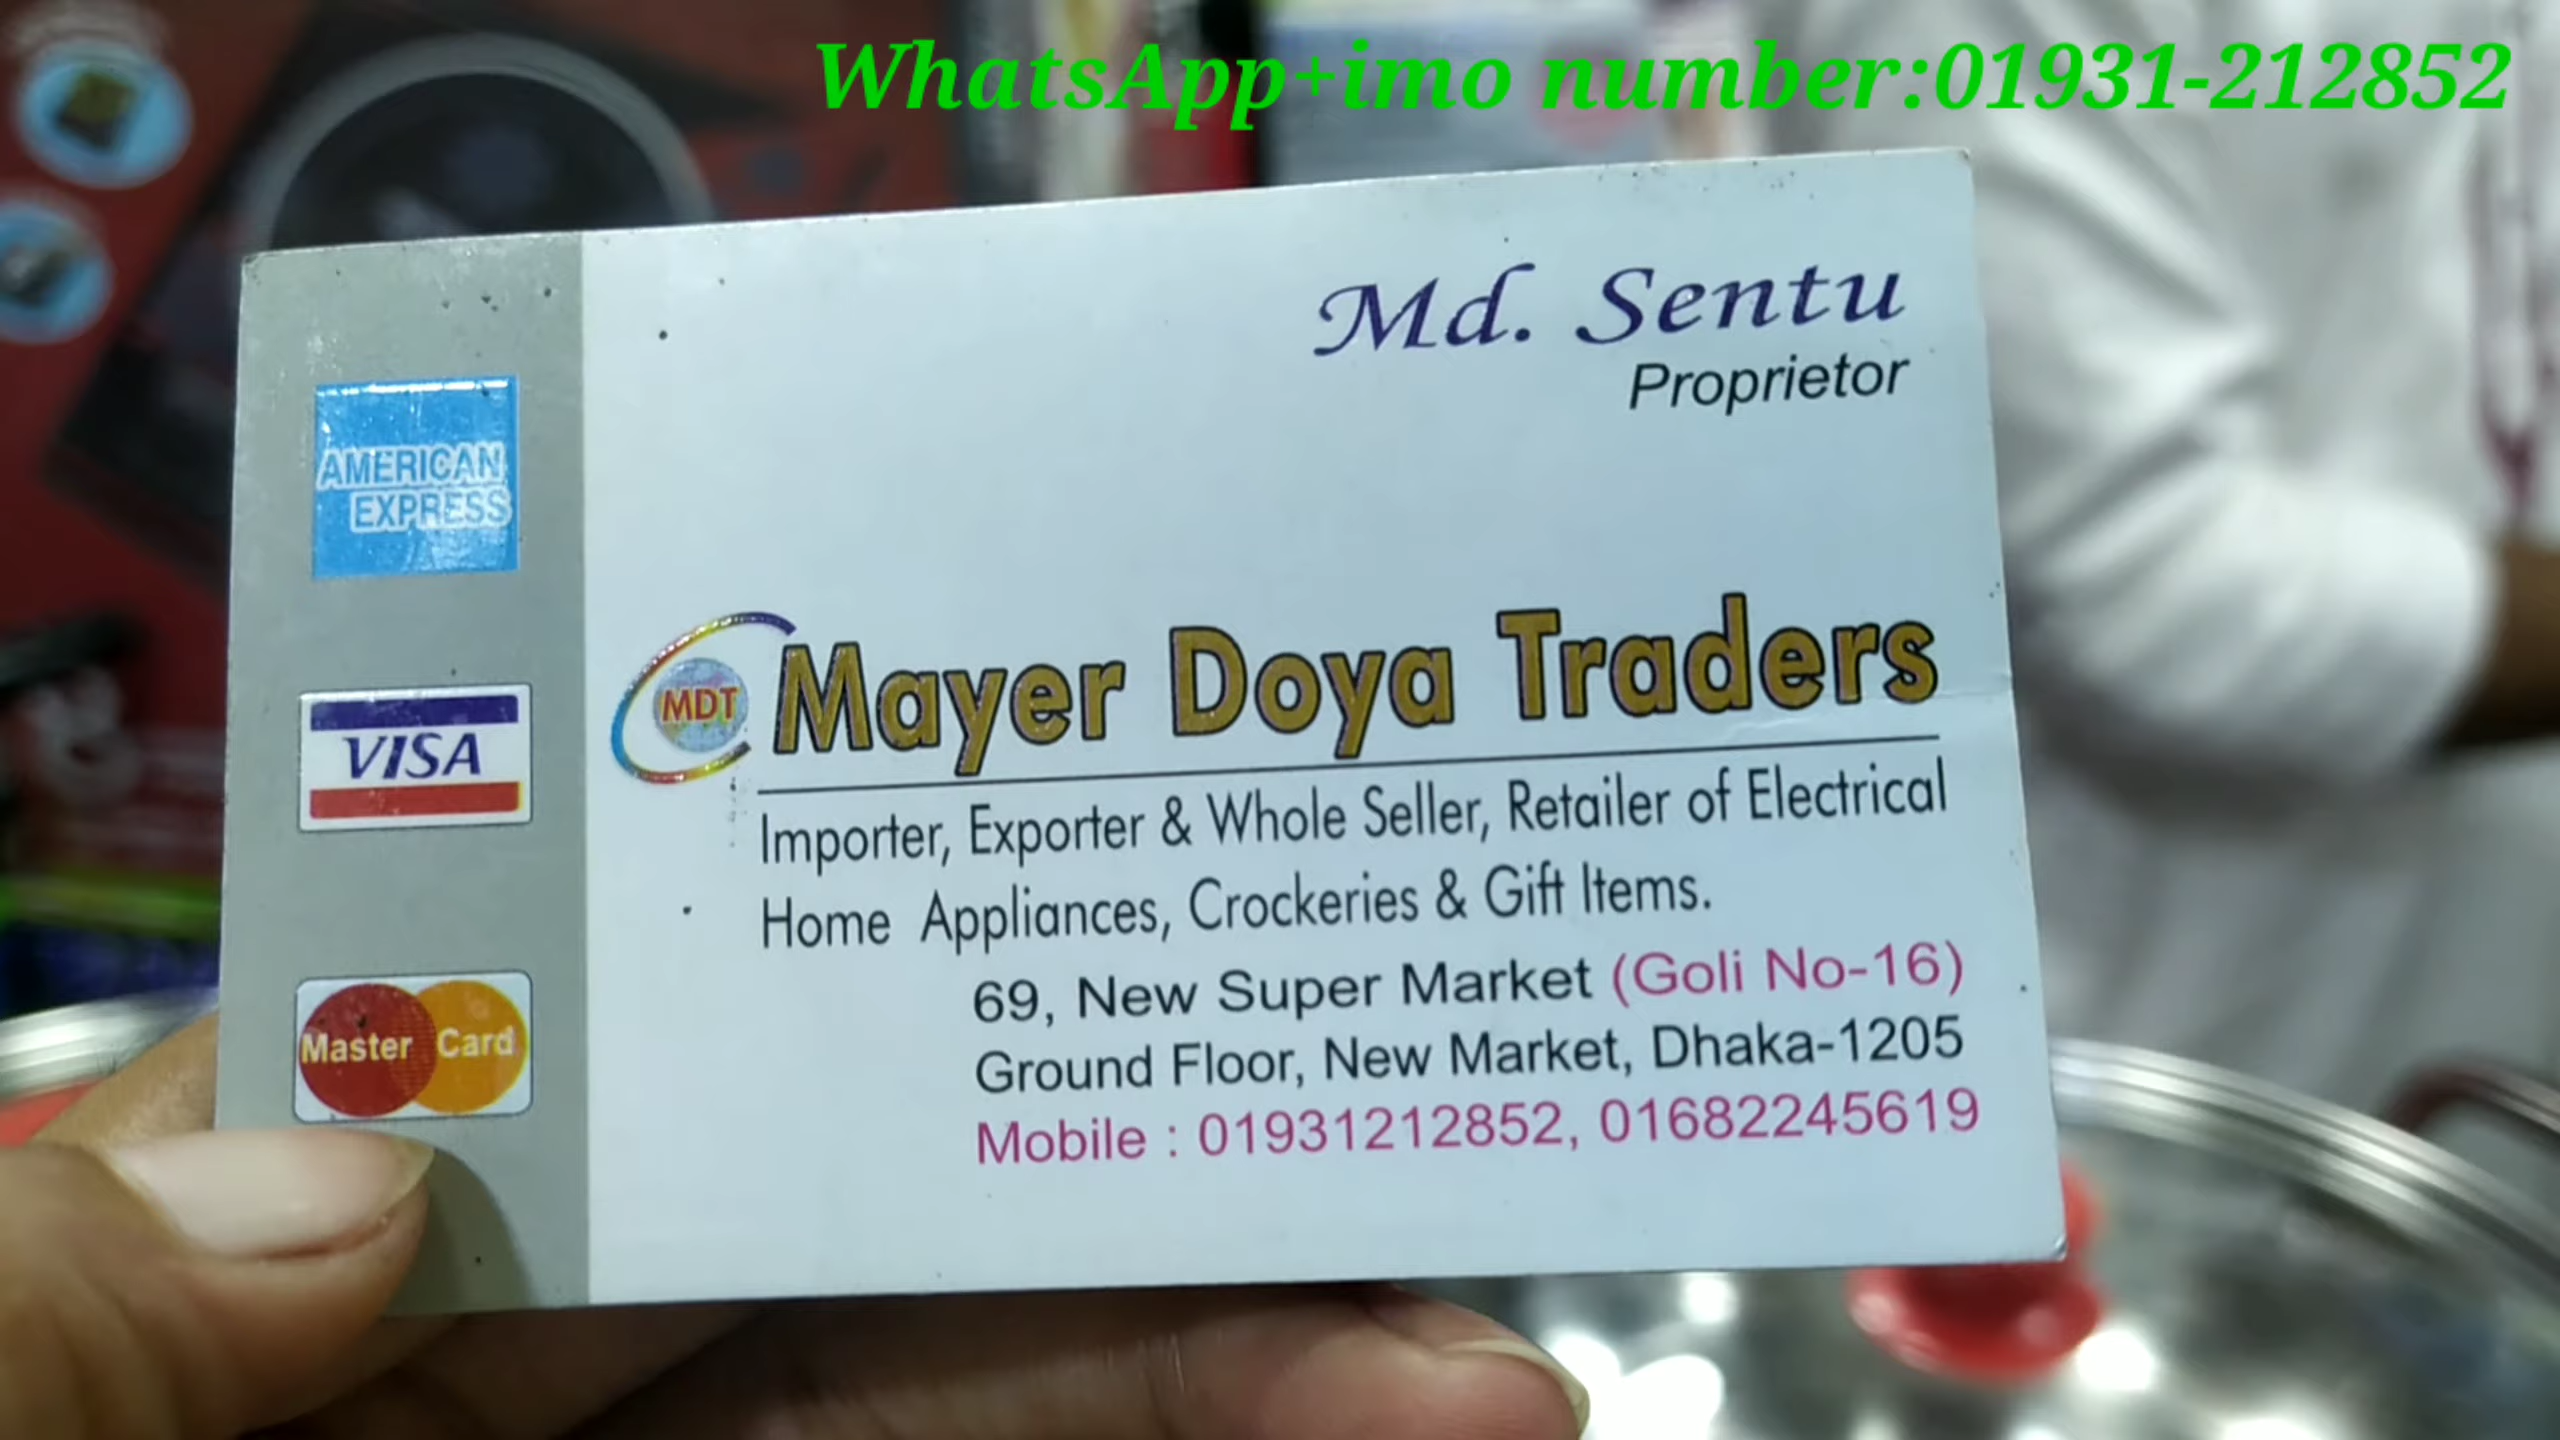 WhatsApp+imo number:01931-212852
Md. Sentu
Proprietor
AMERICAN
EXPRESS
VISA
Master Card
MDT
Mayer Doya Traders
Importer, Exporter & Whole Seller, Retailer of Electrical
Home Appliances, Crockeries & Gift Items.
69, New Super Market (Goli No-16)
Ground Floor, New Market, Dhaka-1205
Mobile : 01931212852, 01682245619